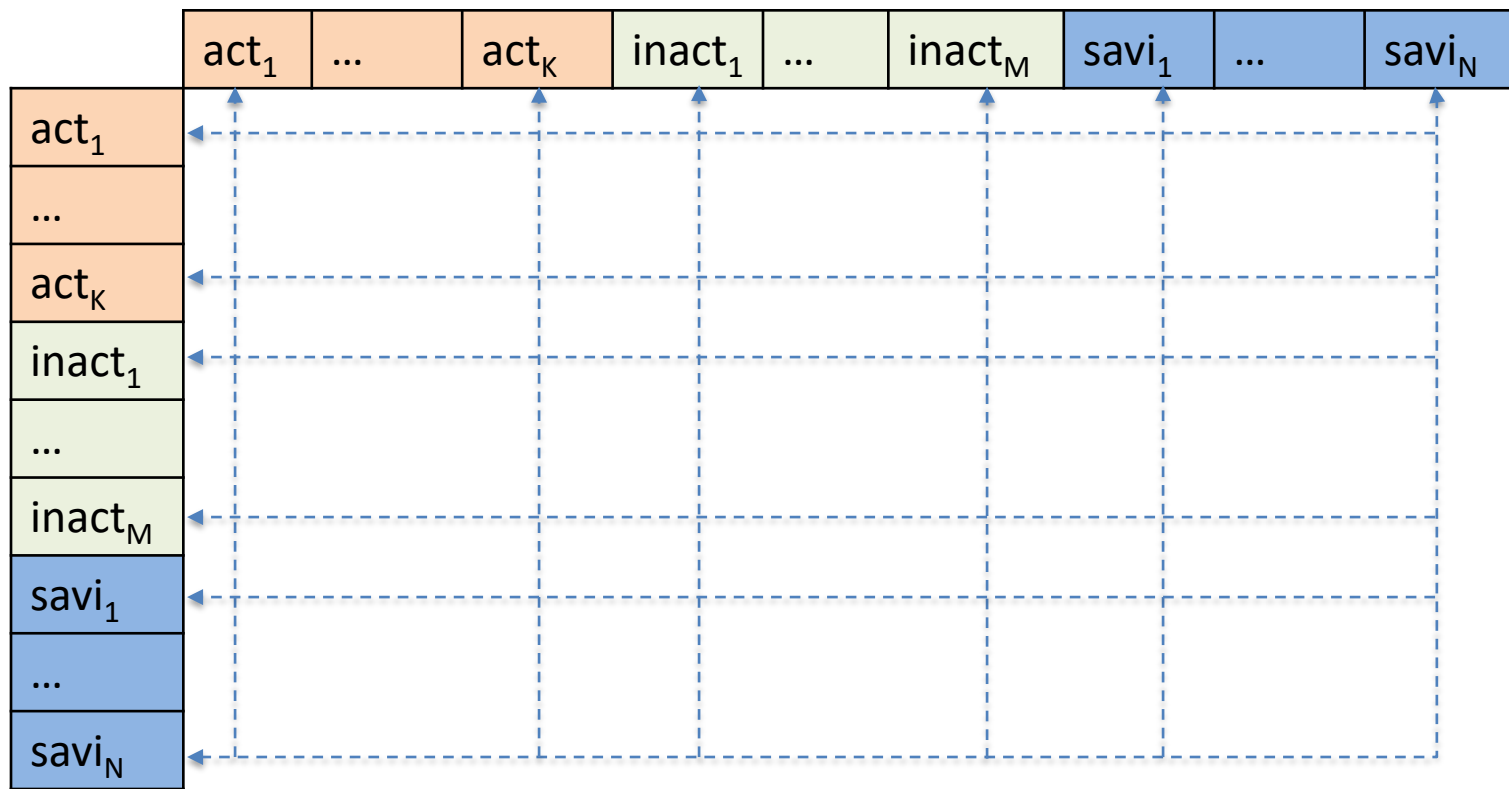 act₁ … actK inact₁ … inactM savi₁ … saviN
act₁
…
actK
inact₁
…
inactM
savi₁
…
saviN